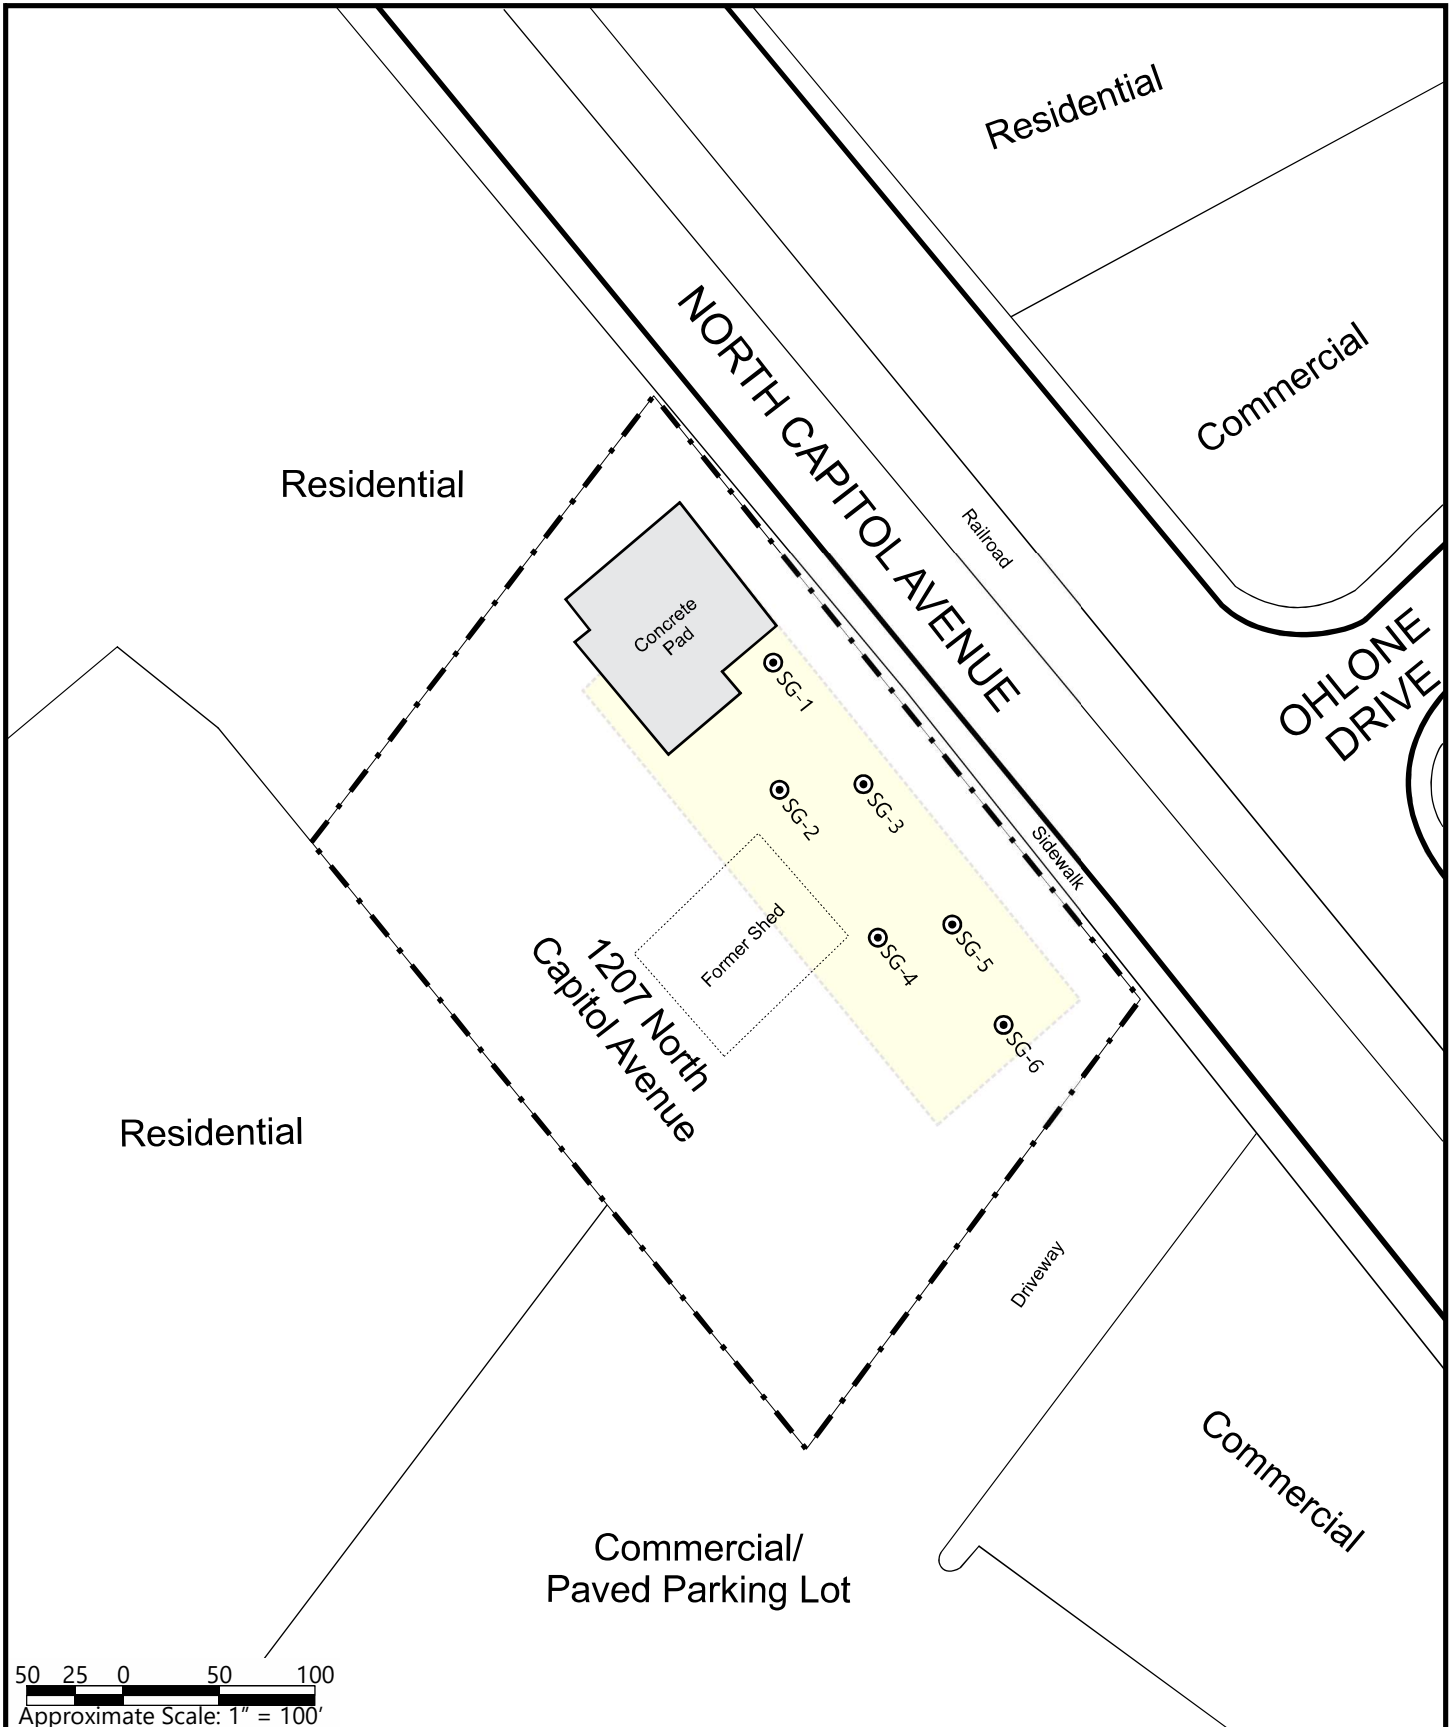 Residential
Commercial
NORTH CAPITOL AVENUE
Residential
Railroad
Concrete
Pad
OHLONE
DRIVE
SG-1
SG-2
SG-3
Sidewalk
Former Shed
SG-4
SG-5
SG-6
1207 North
Capitol Avenue
Residential
Driveway
Commercial
Commercial/
Paved Parking Lot
50 25 0 50 100
Approximate Scale: 1" = 100'